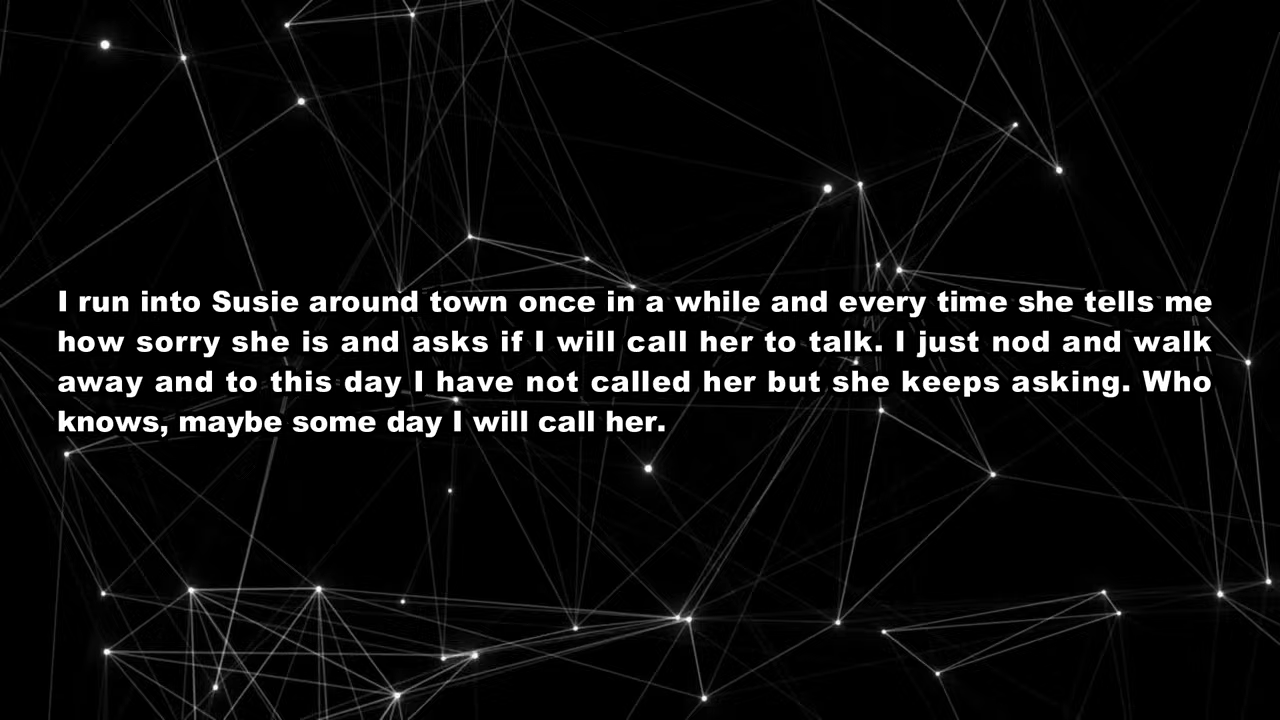 I run into Susie around town once in a while and every time she tells me
how sorry she is and asks if I will call her to talk. I just nod and walk
away and to this day I have not called her but she keeps asking. Who
knows, maybe some day I will call her.